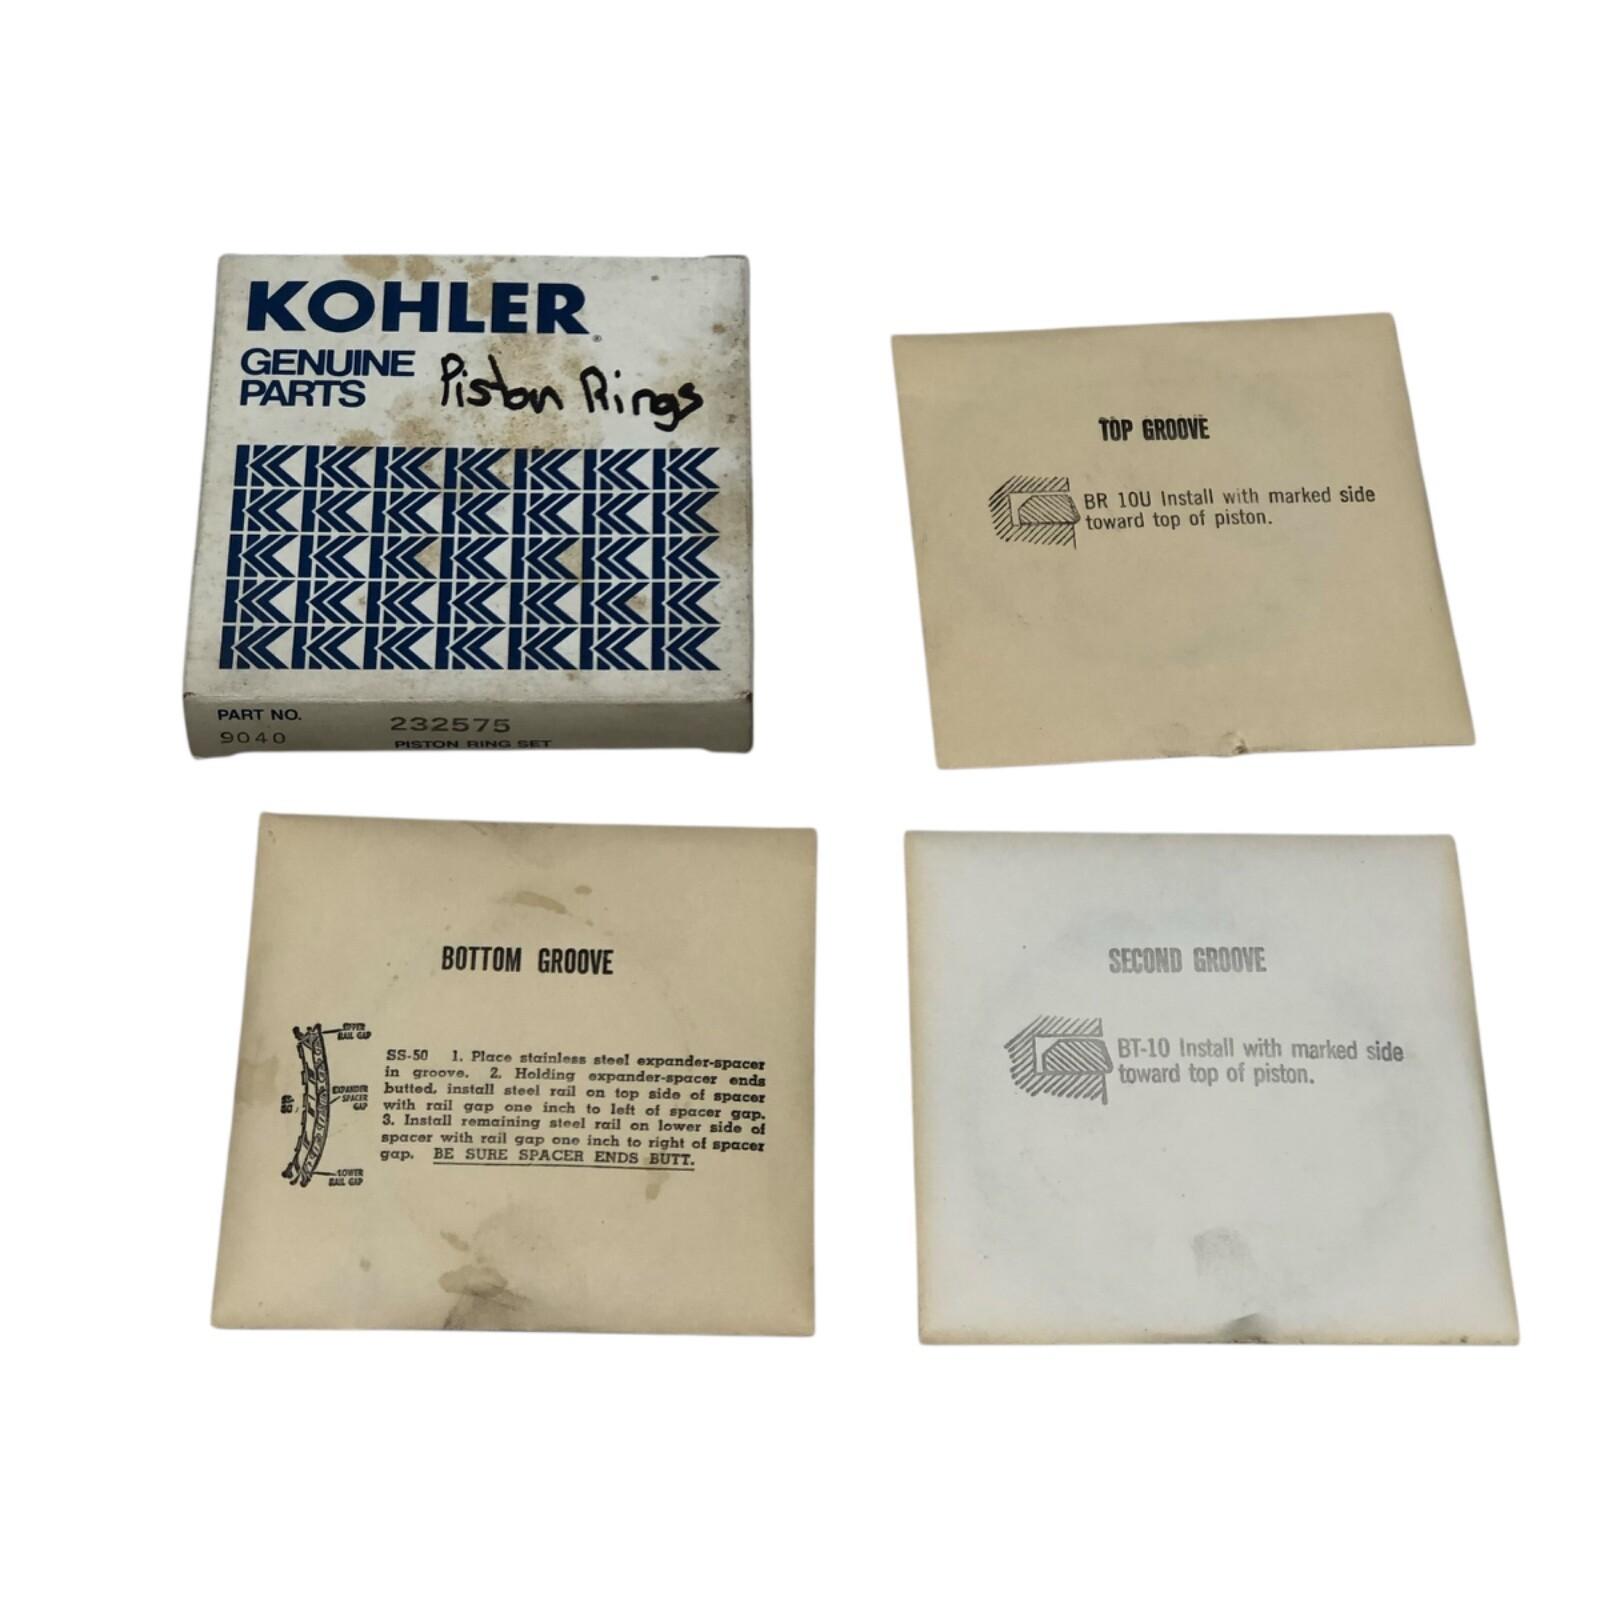 KOHLER®
GENUINE
PARTS
Piston Rings
PART NO. 232575
9040 PISTON RING SET
TOP GROOVE
BR 10U Install with marked side
toward top of piston.
BOTTOM GROOVE
UPPER
RAIL GAP
EXPANDER
SPACER
GAP
SS
50
LOWER
RAIL GAP
SS-50 1. Place stainless steel expander-spacer
in groove. 2. Holding expander-spacer ends
butted, install steel rail on top side of spacer
with rail gap one inch to left of spacer gap.
3. Install remaining steel rail on lower side of
spacer with rail gap one inch to right of spacer
gap. BE SURE SPACER ENDS BUTT.
SECOND GROOVE
BT-10 Install with marked side
toward top of piston.